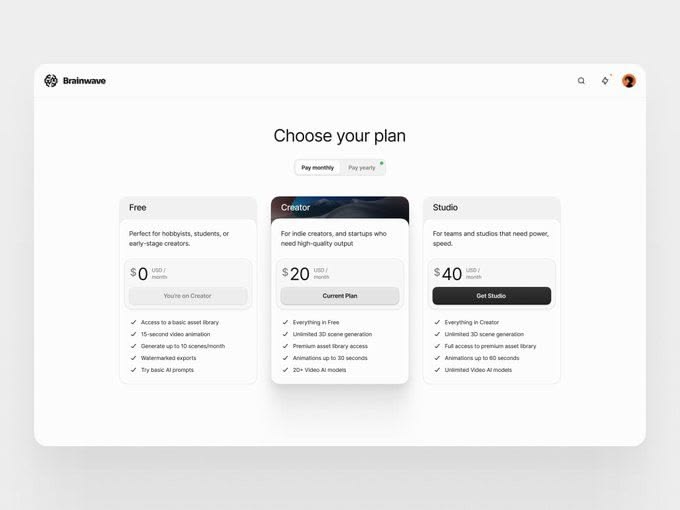 Brainwave
Choose your plan
Pay monthly
Pay yearly
Free
Perfect for hobbyists, students, or
early-stage creators.
$0 USD /
month
You're on Creator
Access to a basic asset library
15-second video animation
Generate up to 10 scenes/month
Watermarked exports
Try basic AI prompts
Creator
For indie creators, and startups who
need high-quality output
$20 USD /
month
Current Plan
Everything in Free
Unlimited 3D scene generation
Premium asset library access
Animations up to 30 seconds
20+ Video AI models
Studio
For teams and studios that need power,
speed.
$40 USD /
month
Get Studio
Everything in Creator
Unlimited 3D scene generation
Full access to premium asset library
Animations up to 60 seconds
Unlimited Video AI models